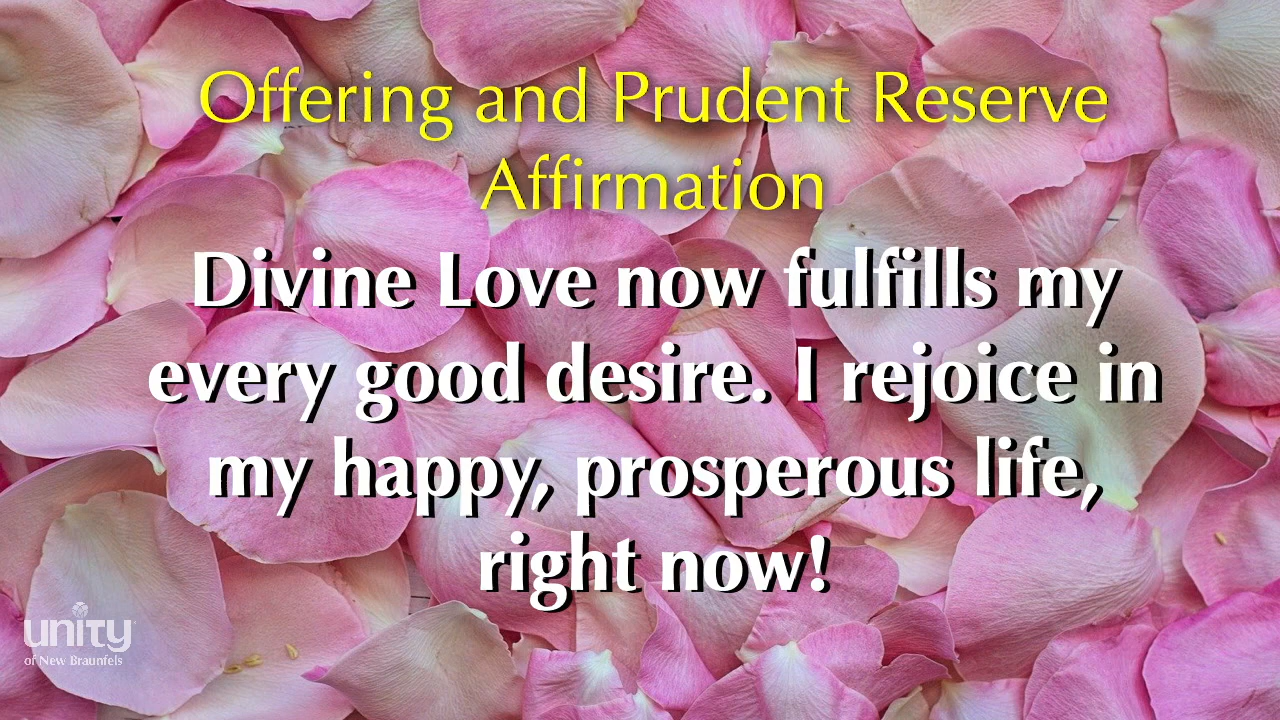 Offering and Prudent Reserve
Affirmation
Divine Love now fulfills my
every good desire. I rejoice in
my happy, prosperous life,
right now!
unity
of New Braunfels